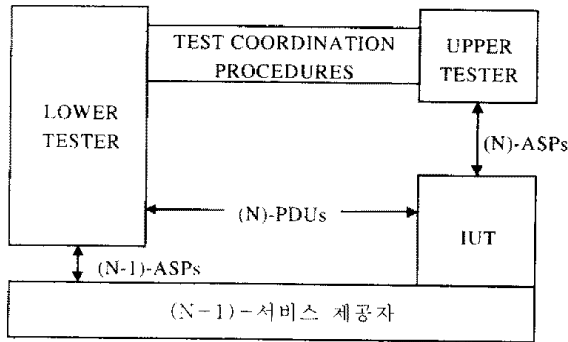 TEST COORDINATION
PROCEDURES
UPPER
TESTER
LOWER
TESTER
(N)-ASPs
(N)-PDUs
IUT
(N-1)-ASPs
(N-1)-서비스 제공자